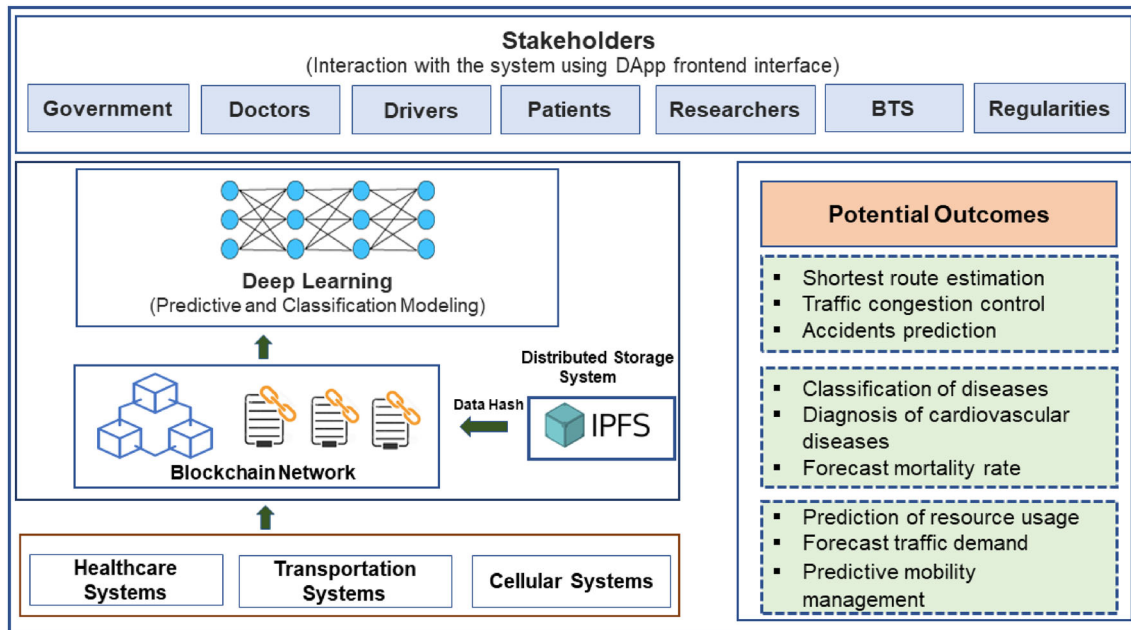 Stakeholders
(Interaction with the system using DApp frontend interface)
Government
Doctors
Drivers
Patients
Researchers
BTS
Regularities
Deep Learning
(Predictive and Classification Modeling)
Distributed Storage
System
Data Hash
IPFS
Blockchain Network
Healthcare
Systems
Transportation
Systems
Cellular Systems
Potential Outcomes
▪ Shortest route estimation
▪ Traffic congestion control
▪ Accidents prediction
▪ Classification of diseases
▪ Diagnosis of cardiovascular
diseases
▪ Forecast mortality rate
▪ Prediction of resource usage
▪ Forecast traffic demand
▪ Predictive mobility
management